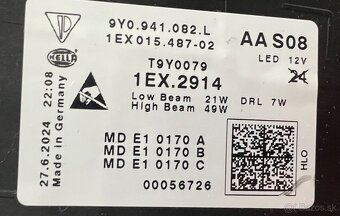 9Y0.941.082.L
1EX015.487-02
AA S08
LED 12V
24
HELLA
T9Y0079
1EX.2914
Low Beam 21W DRL 7W
High Beam 49W
MD E1 0170 A
MD E1 0170 B
MD E1 0170 C
00056726
27.6.2024 22:08
Made In Germany
HLO